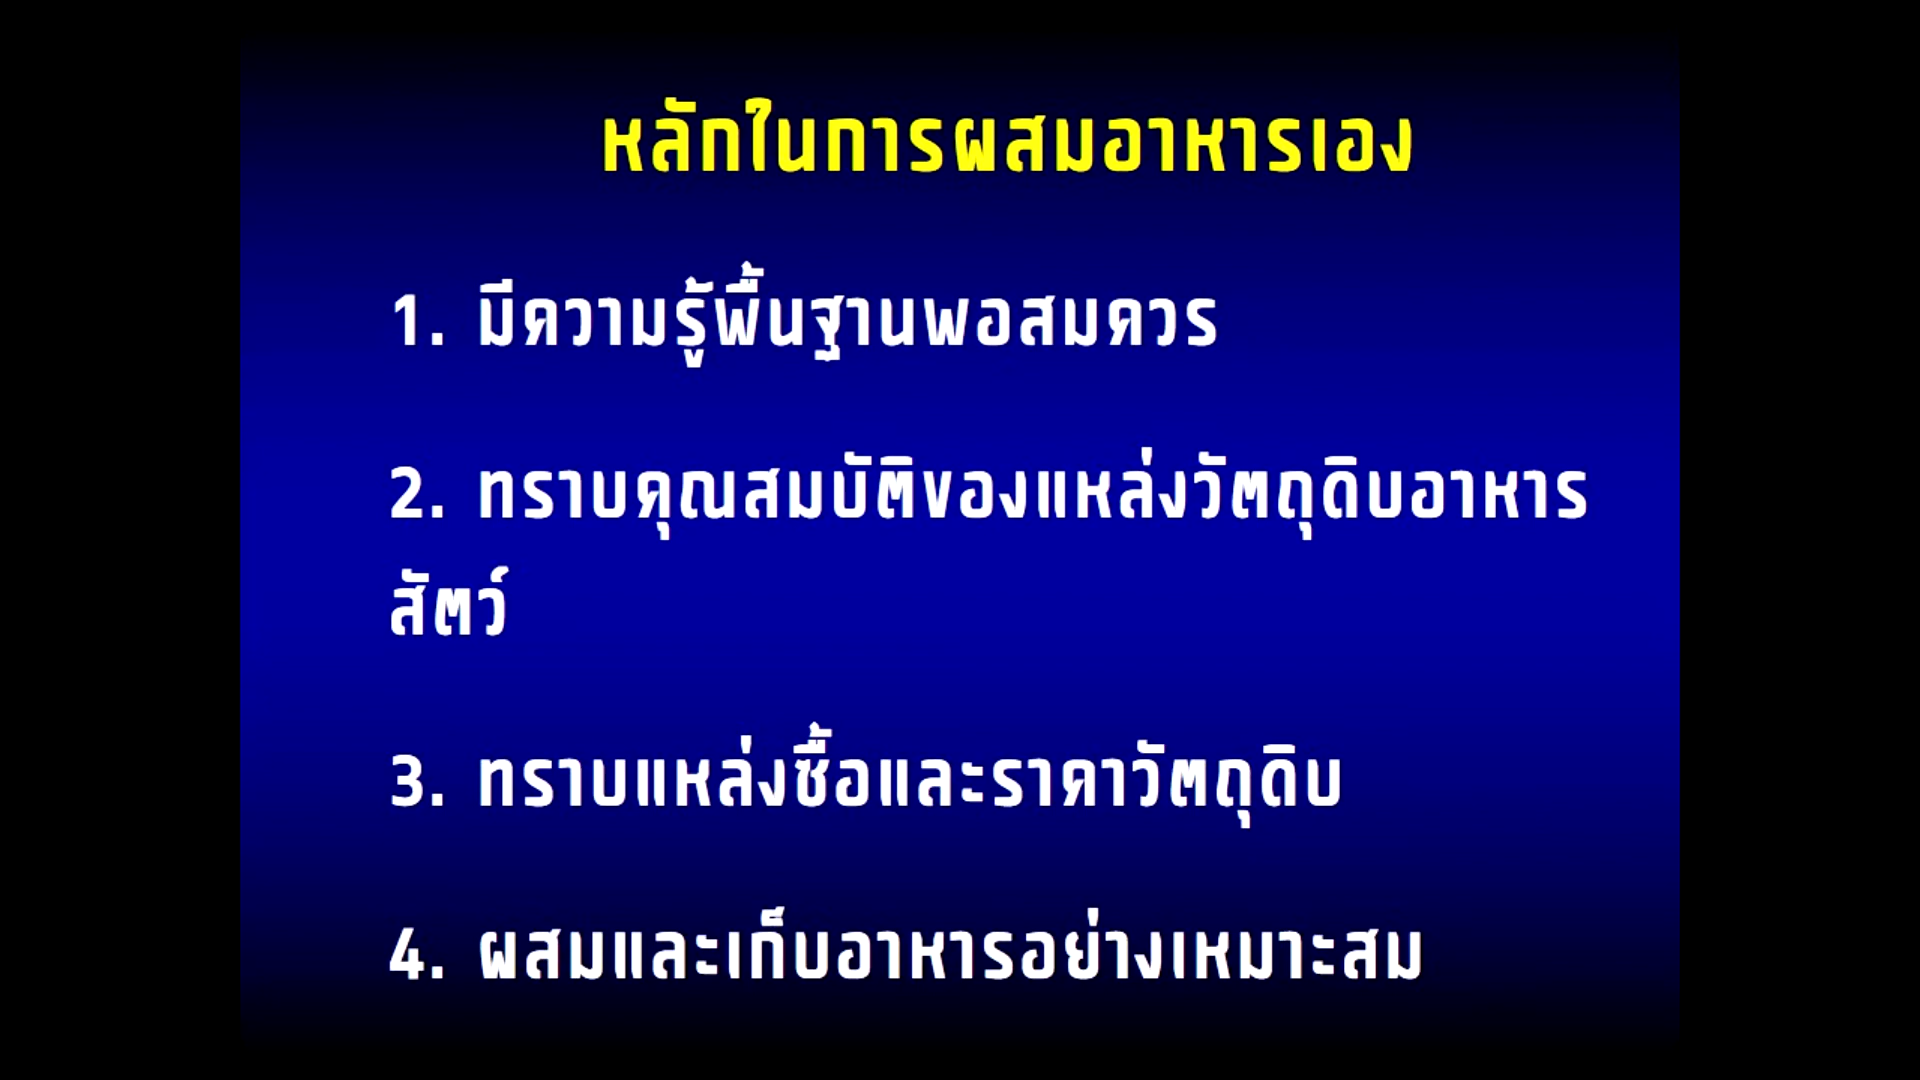 หลักในการผสมอาหารเอง
1. มีความรู้พื้นฐานพอสมควร
2. ทราบคุณสมบัติของแหล่งวัตถุดิบอาหาร
สัตว์
3. ทราบแหล่งซื้อและราคาวัตถุดิบ
4. ผสมและเก็บอาหารอย่างเหมาะสม